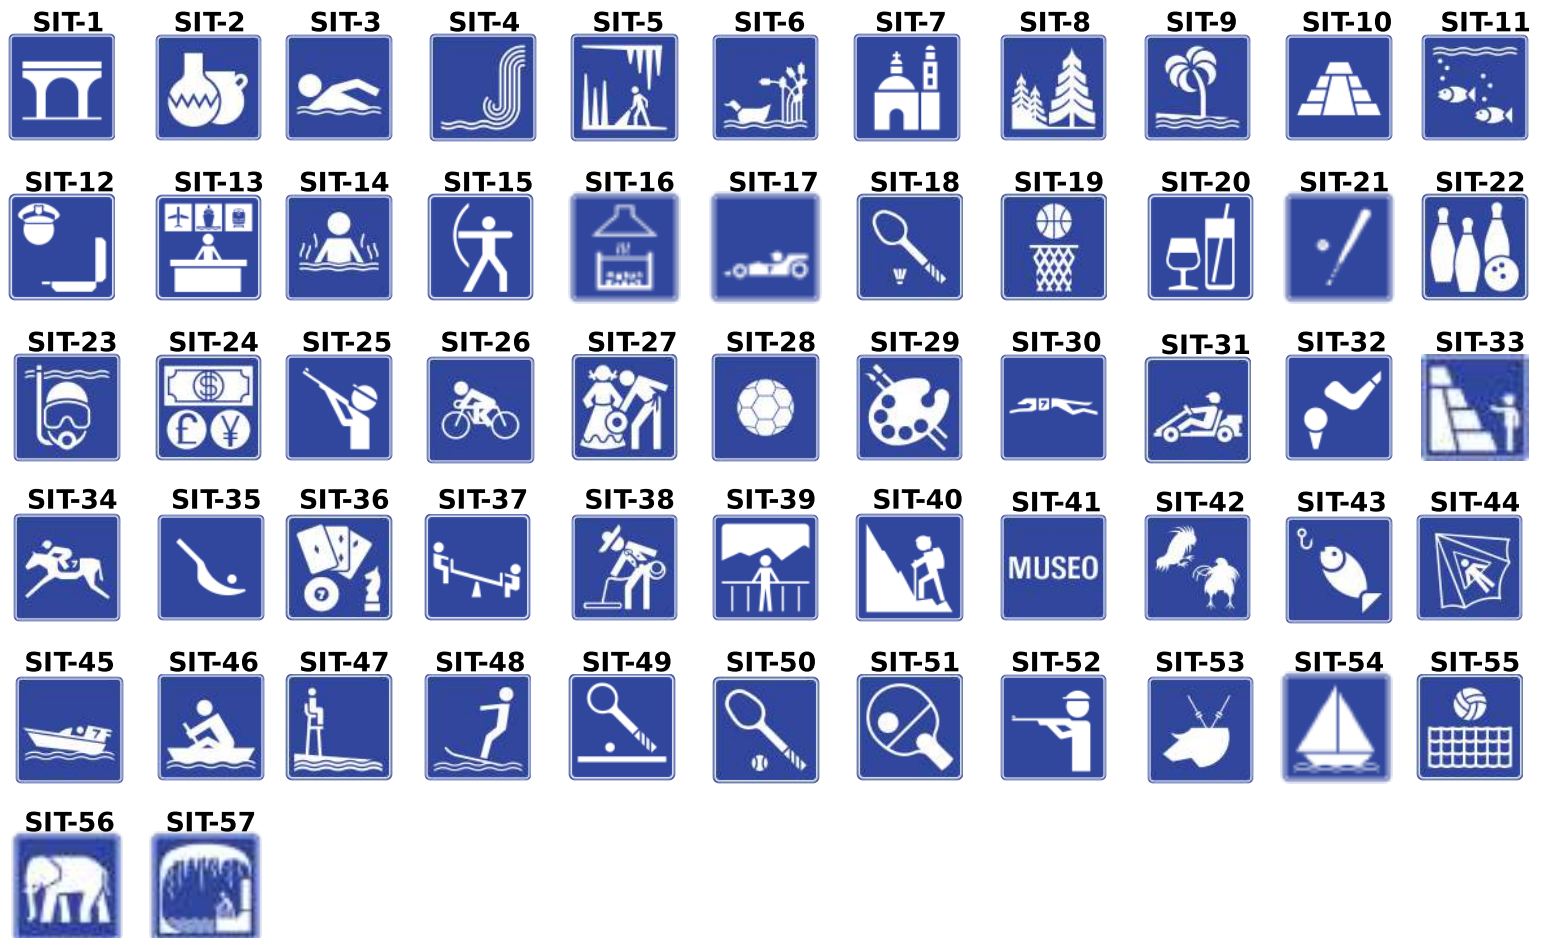 SIT-1 SIT-2 SIT-3 SIT-4 SIT-5 SIT-6 SIT-7 SIT-8 SIT-9 SIT-10 SIT-11
SIT-12 SIT-13 SIT-14 SIT-15 SIT-16 SIT-17 SIT-18 SIT-19 SIT-20 SIT-21 SIT-22
SIT-23 SIT-24 SIT-25 SIT-26 SIT-27 SIT-28 SIT-29 SIT-30 SIT-31 SIT-32 SIT-33
$
£ ¥
7
SIT-34 SIT-35 SIT-36 SIT-37 SIT-38 SIT-39 SIT-40 SIT-41 SIT-42 SIT-43 SIT-44
7
MUSEO
7
SIT-45 SIT-46 SIT-47 SIT-48 SIT-49 SIT-50 SIT-51 SIT-52 SIT-53 SIT-54 SIT-55
7
SIT-56 SIT-57